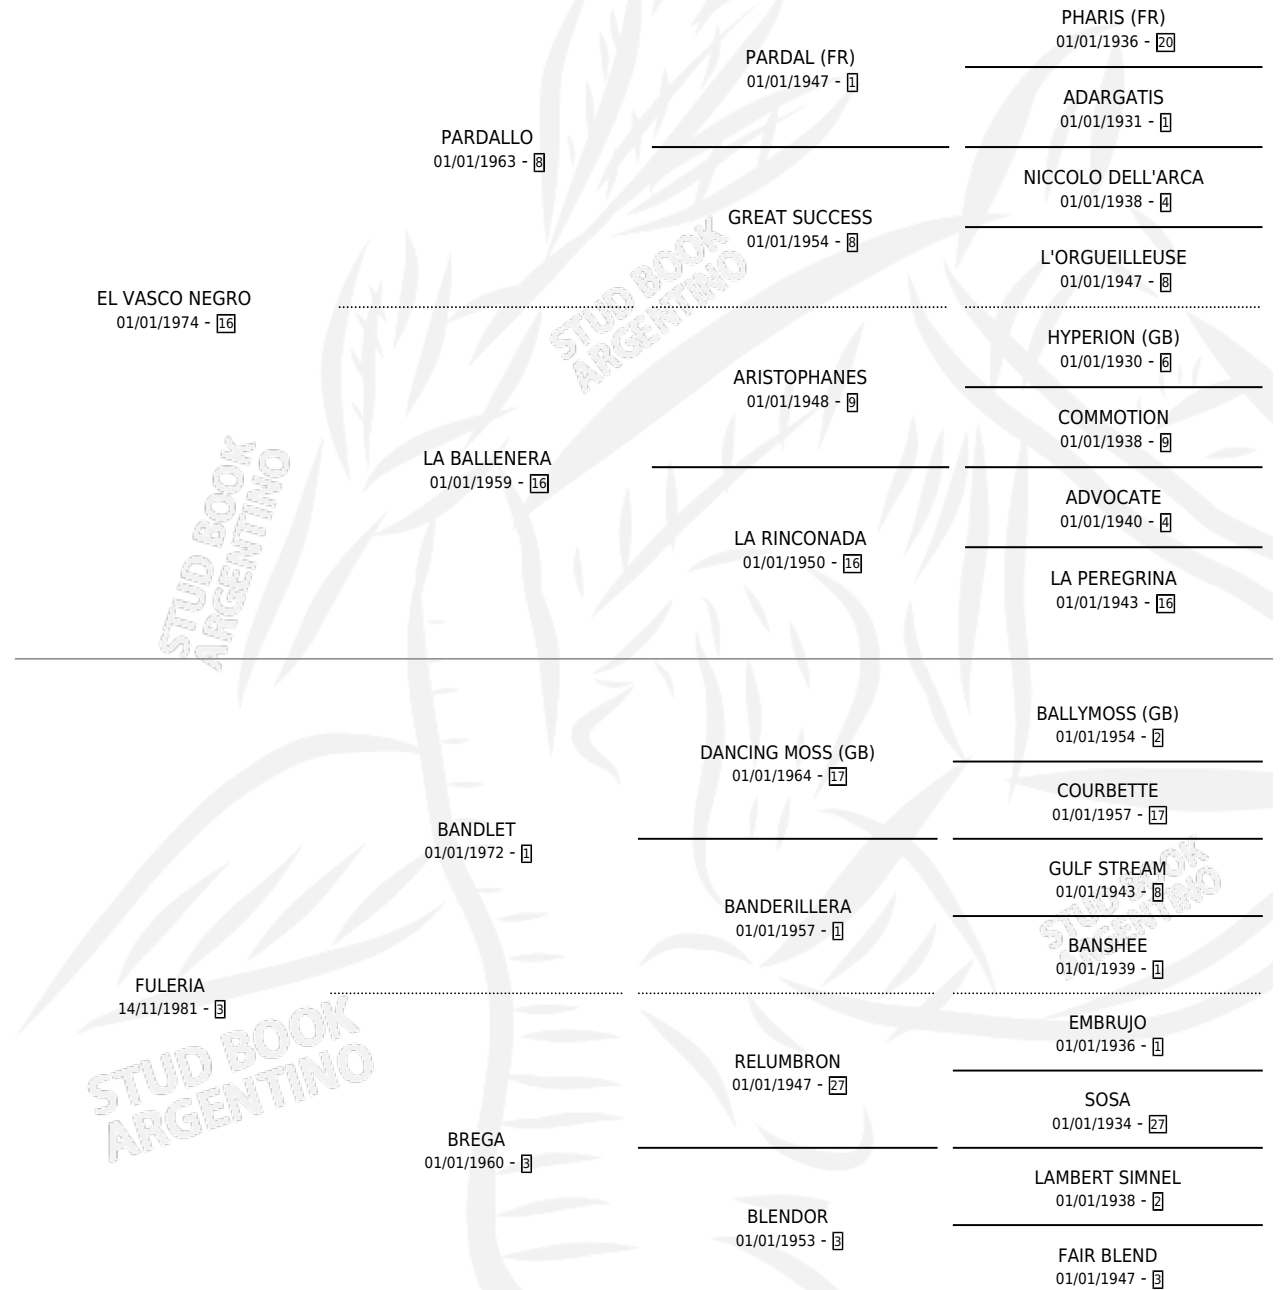 PHARIS (FR)
01/01/1936 - 20
PARDAL (FR)
01/01/1947 - 1
ADARGATIS
01/01/1931 - 1
PARDALLO
01/01/1963 - 8
NICCOLO DELL'ARCA
01/01/1938 - 4
GREAT SUCCESS
01/01/1954 - 8
L'ORGUEILLEUSE
01/01/1947 - 8
EL VASCO NEGRO
01/01/1974 - 16
STUD BOOK
ARGENTINO
HYPERION (GB)
01/01/1930 - 6
ARISTOPHANES
01/01/1948 - 9
COMMOTION
01/01/1938 - 9
LA BALLENERA
01/01/1959 - 16
ADVOCATE
01/01/1940 - 4
LA RINCONADA
01/01/1950 - 16
LA PEREGRINA
01/01/1943 - 16
STUD BOOK
ARGENTINO
BALLYMOSS (GB)
01/01/1954 - 2
DANCING MOSS (GB)
01/01/1964 - 17
COURBETTE
01/01/1957 - 17
BANDLET
01/01/1972 - 1
GULF STREAM
01/01/1943 - 8
BANDERILLERA
01/01/1957 - 1
BANSHEE
01/01/1939 - 1
STUD BOOK
ARGENTINO
FULERIA
14/11/1981 - 3
EMBRUJO
01/01/1936 - 1
RELUMBRON
01/01/1947 - 27
SOSA
01/01/1934 - 27
STUD BOOK
ARGENTINO
BREGA
01/01/1960 - 3
LAMBERT SIMNEL
01/01/1938 - 2
BLENDOR
01/01/1953 - 3
FAIR BLEND
01/01/1947 - 3